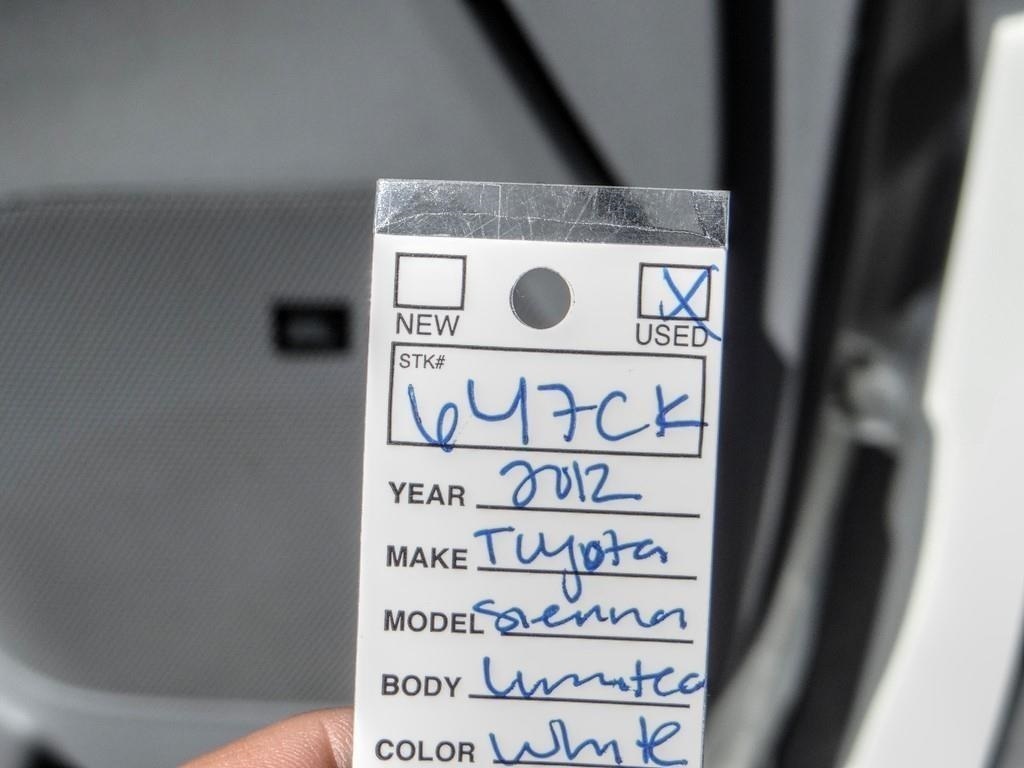 NEW USED
X
STK#
647CK
YEAR 2012
MAKE Tuyota
MODEL Sienna
BODY Limited
COLOR White